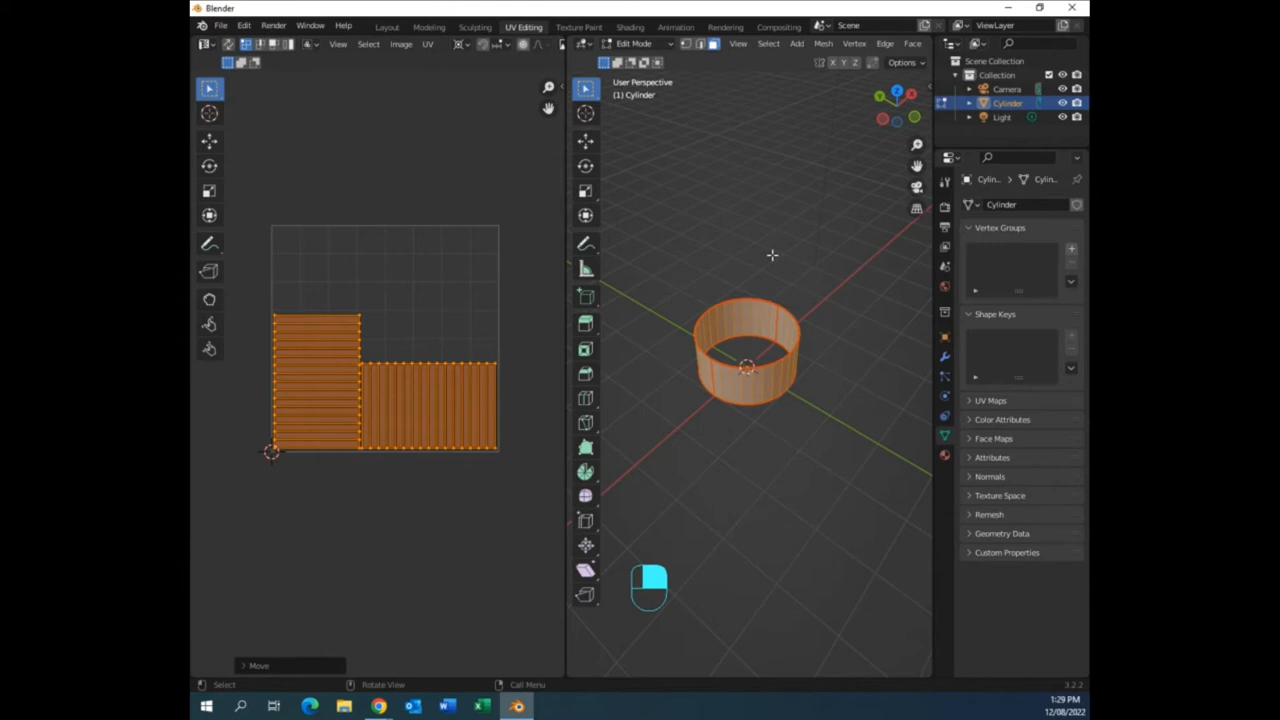 Blender
File Edit Render Window Help Layout Modeling Sculpting UV Editing Texture Paint Shading Animation Rendering Compositing Scene ViewLayer
View Select Image UV Edit Mode View Select Add Mesh Vertex Edge Face
X Y Z Options
Scene Collection
Collection
Camera
Cylinder
Light
User Perspective
(1) Cylinder
Z
Y
X
Cylin... Cylin...
Cylinder
Vertex Groups
Shape Keys
UV Maps
Color Attributes
Face Maps
Attributes
Normals
Texture Space
Remesh
Geometry Data
Custom Properties
Move
Select Rotate View Call Menu 3.2.2
1:29 PM
12/08/2022